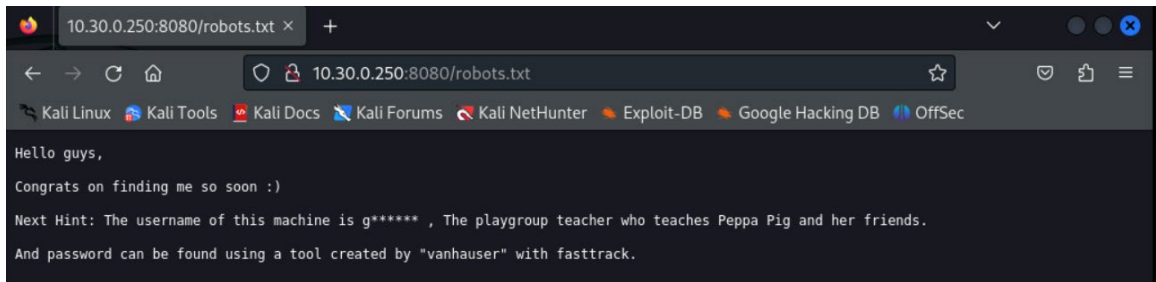 10.30.0.250:8080/robots.txt
10.30.0.250:8080/robots.txt
Kali Linux Kali Tools Kali Docs Kali Forums Kali NetHunter Exploit-DB Google Hacking DB OffSec
Hello guys,
Congrats on finding me so soon :)
Next Hint: The username of this machine is g****** , The playgroup teacher who teaches Peppa Pig and her friends.
And password can be found using a tool created by "vanhauser" with fasttrack.